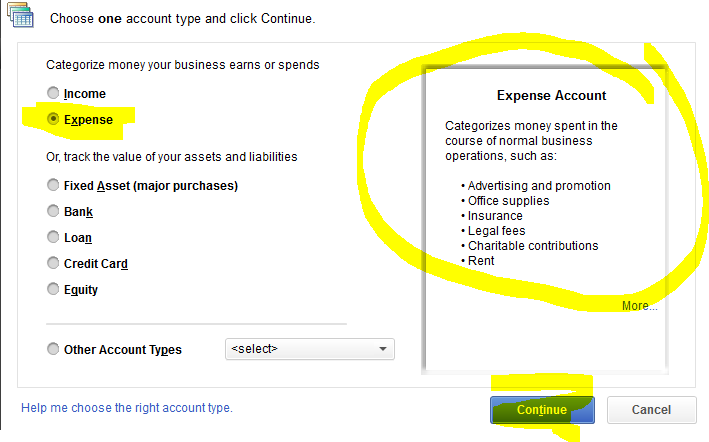 Choose one account type and click Continue.
Categorize money your business earns or spends
Income
Expense
Or, track the value of your assets and liabilities
Fixed Asset (major purchases)
Bank
Loan
Credit Card
Equity
Other Account Types
<select>
Expense Account
Categorizes money spent in the
course of normal business
operations, such as:
• Advertising and promotion
• Office supplies
• Insurance
• Legal fees
• Charitable contributions
• Rent
More...
Help me choose the right account type.
Continue
Cancel